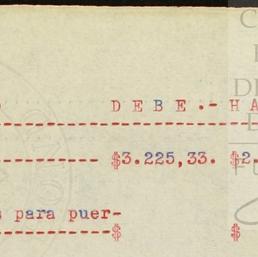 D E B E .- H A
-------------------------
---------- $3.225,33. $2.
s para puer-
-----------$ $